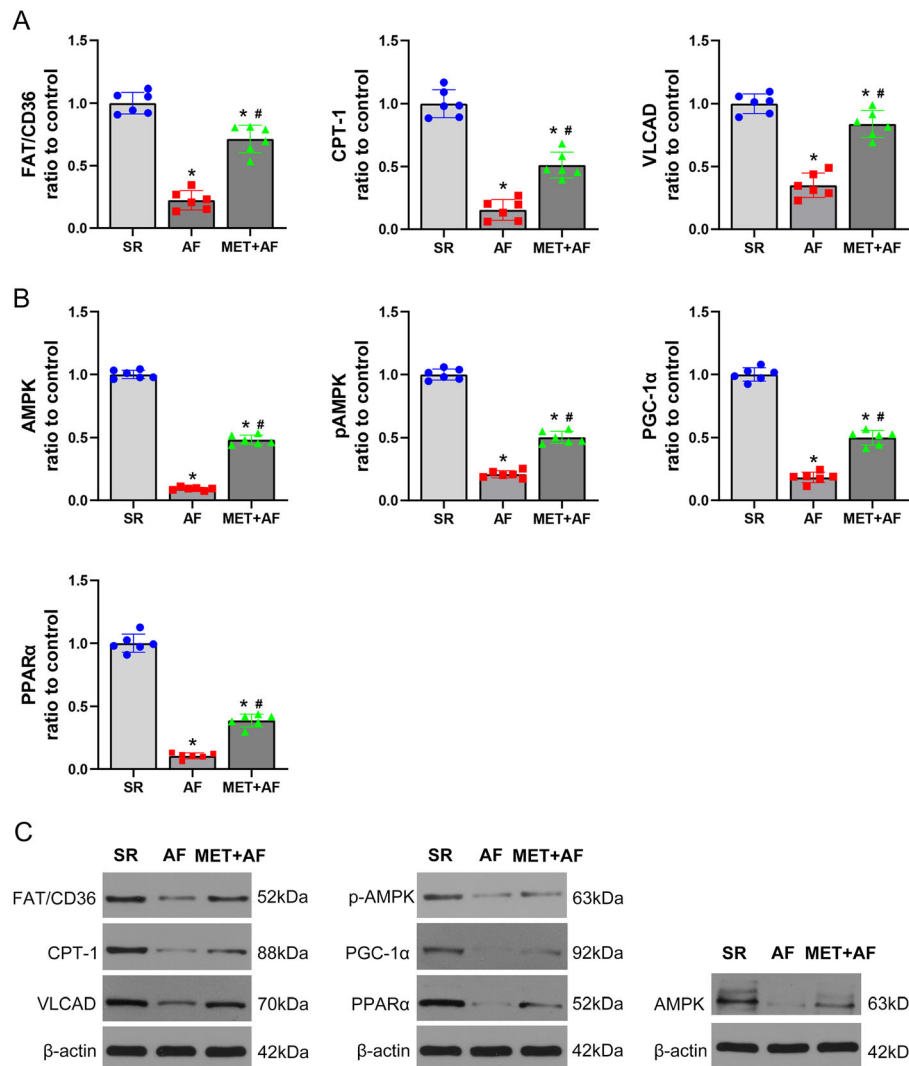 A
FAT/CD36
ratio to control
1.5
1.0
0.5
0.0
*
* #
SR AF MET+AF
CPT-1
ratio to control
1.5
1.0
0.5
0.0
*
* #
SR AF MET+AF
VLCAD
ratio to control
1.5
1.0
0.5
0.0
*
* #
SR AF MET+AF
B
AMPK
ratio to control
1.5
1.0
0.5
0.0
*
* #
SR AF MET+AF
pAMPK
ratio to control
1.5
1.0
0.5
0.0
*
* #
SR AF MET+AF
PGC-1α
ratio to control
1.5
1.0
0.5
0.0
*
* #
SR AF MET+AF
PPARα
ratio to control
1.5
1.0
0.5
0.0
*
* #
SR AF MET+AF
C
SR AF MET+AF
FAT/CD36 52kDa
CPT-1 88kDa
VLCAD 70kDa
β-actin 42kDa
SR AF MET+AF
p-AMPK 63kDa
PGC-1α 92kDa
PPARα 52kDa
β-actin 42kDa
SR AF MET+AF
AMPK 63kD
β-actin 42kDa